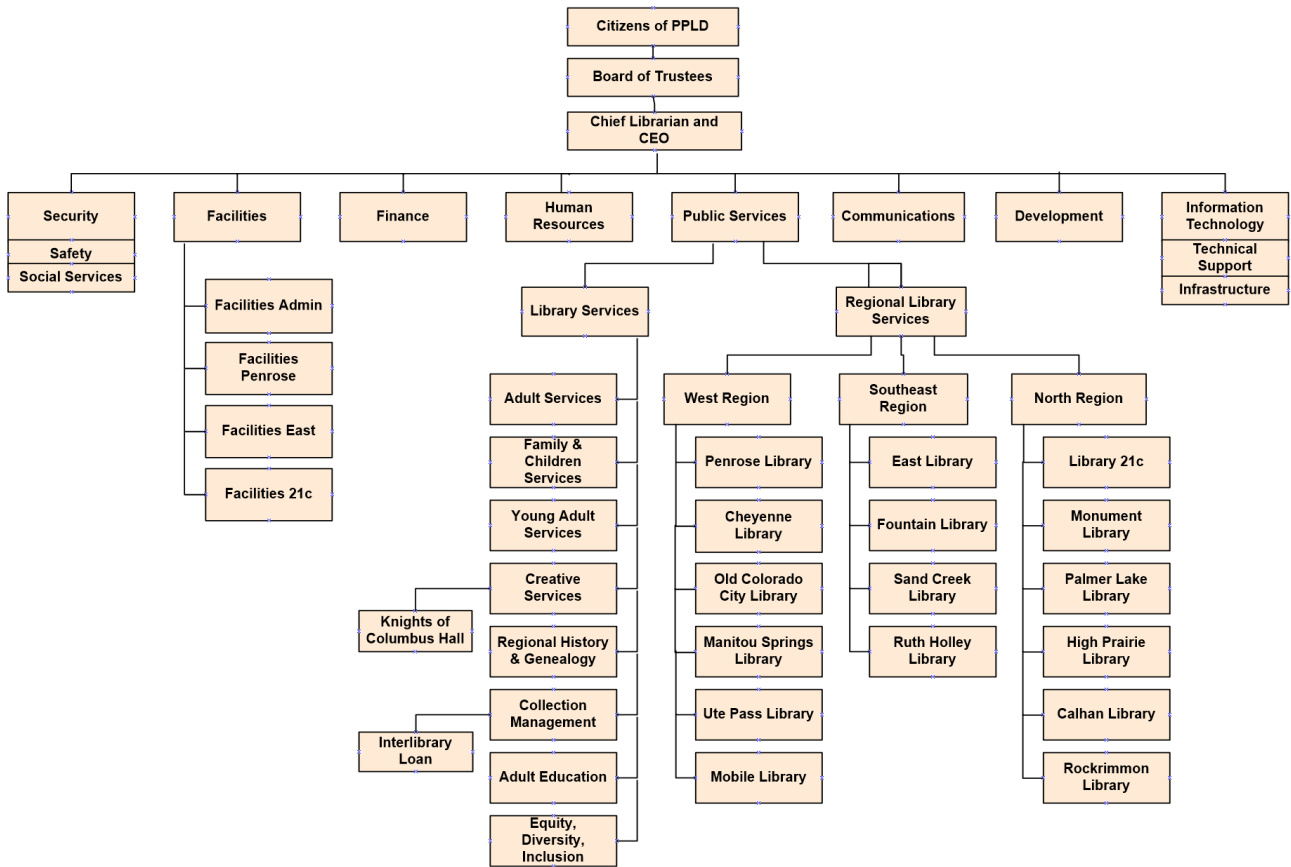 Citizens of PPLD
Board of Trustees
Chief Librarian and
CEO
Security
Safety
Social Services
Facilities
Finance
Human
Resources
Public Services
Communications
Development
Information
Technology
Technical
Support
Infrastructure
Facilities Admin
Facilities
Penrose
Facilities East
Facilities 21c
Library Services
Regional Library
Services
Adult Services
Family &
Children
Services
Young Adult
Services
Creative
Services
Knights of
Columbus Hall
Regional History
& Genealogy
Collection
Management
Interlibrary
Loan
Adult Education
Equity,
Diversity,
Inclusion
West Region
Penrose Library
Cheyenne
Library
Old Colorado
City Library
Manitou Springs
Library
Ute Pass Library
Mobile Library
Southeast
Region
East Library
Fountain Library
Sand Creek
Library
Ruth Holley
Library
North Region
Library 21c
Monument
Library
Palmer Lake
Library
High Prairie
Library
Calhan Library
Rockrimmon
Library